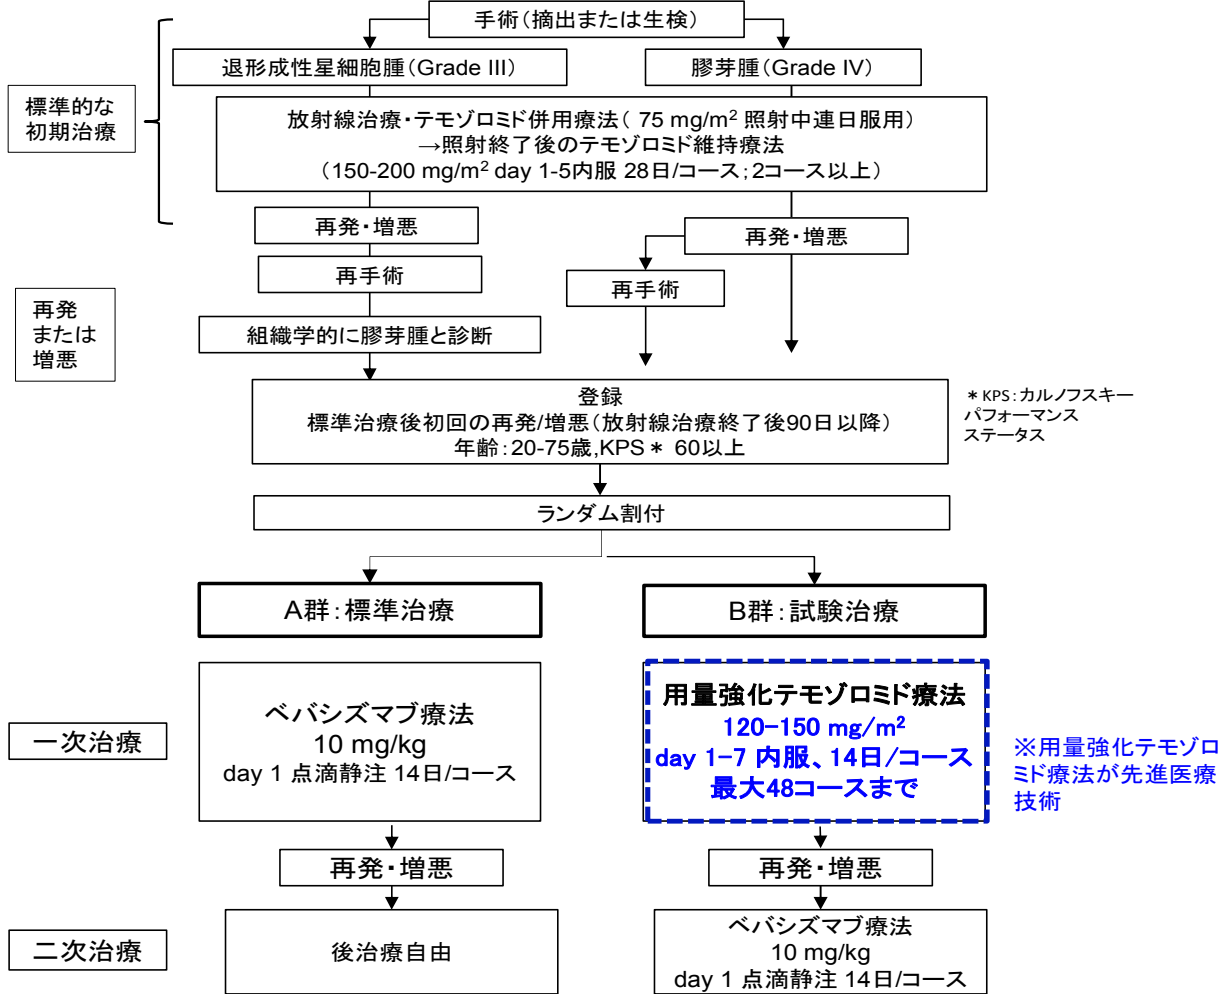 手術（摘出または生検）
退形成性星細胞腫（Grade III）
膠芽腫（Grade IV）
標準的な
初期治療
放射線治療・テモゾロミド併用療法（ 75 mg/m² 照射中連日服用）
→照射終了後のテモゾロミド維持療法
（150-200 mg/m² day 1-5内服 28日/コース；2コース以上）
再発・増悪
再発・増悪
再手術
再手術
再発
または
増悪
組織学的に膠芽腫と診断
登録
標準治療後初回の再発/増悪（放射線治療終了後90日以降）
年齢：20-75歳,KPS＊ 60以上
＊KPS：カルノフスキー
パフォーマンス
ステータス
ランダム割付
A群：標準治療
B群：試験治療
一次治療
ベバシズマブ療法
10 mg/kg
day 1 点滴静注 14日/コース
用量強化テモゾロミド療法
120−150 mg/m²
day 1−7 内服、14日/コース
最大48コースまで
※用量強化テモゾロ
ミド療法が先進医療
技術
再発・増悪
再発・増悪
二次治療
後治療自由
ベバシズマブ療法
10 mg/kg
day 1 点滴静注 14日/コース